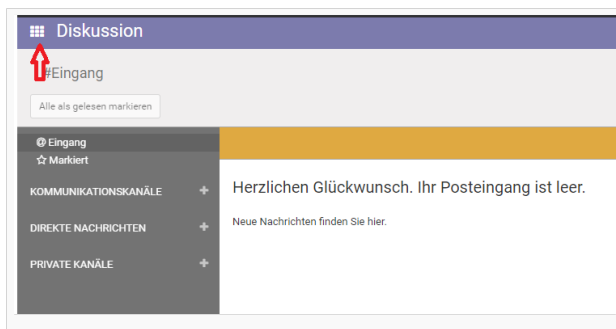 Diskussion
#Eingang
Alle als gelesen markieren
@ Eingang
Markiert
KOMMUNIKATIONSKANÄLE +
DIREKTE NACHRICHTEN +
PRIVATE KANÄLE +
Herzlichen Glückwunsch. Ihr Posteingang ist leer.
Neue Nachrichten finden Sie hier.